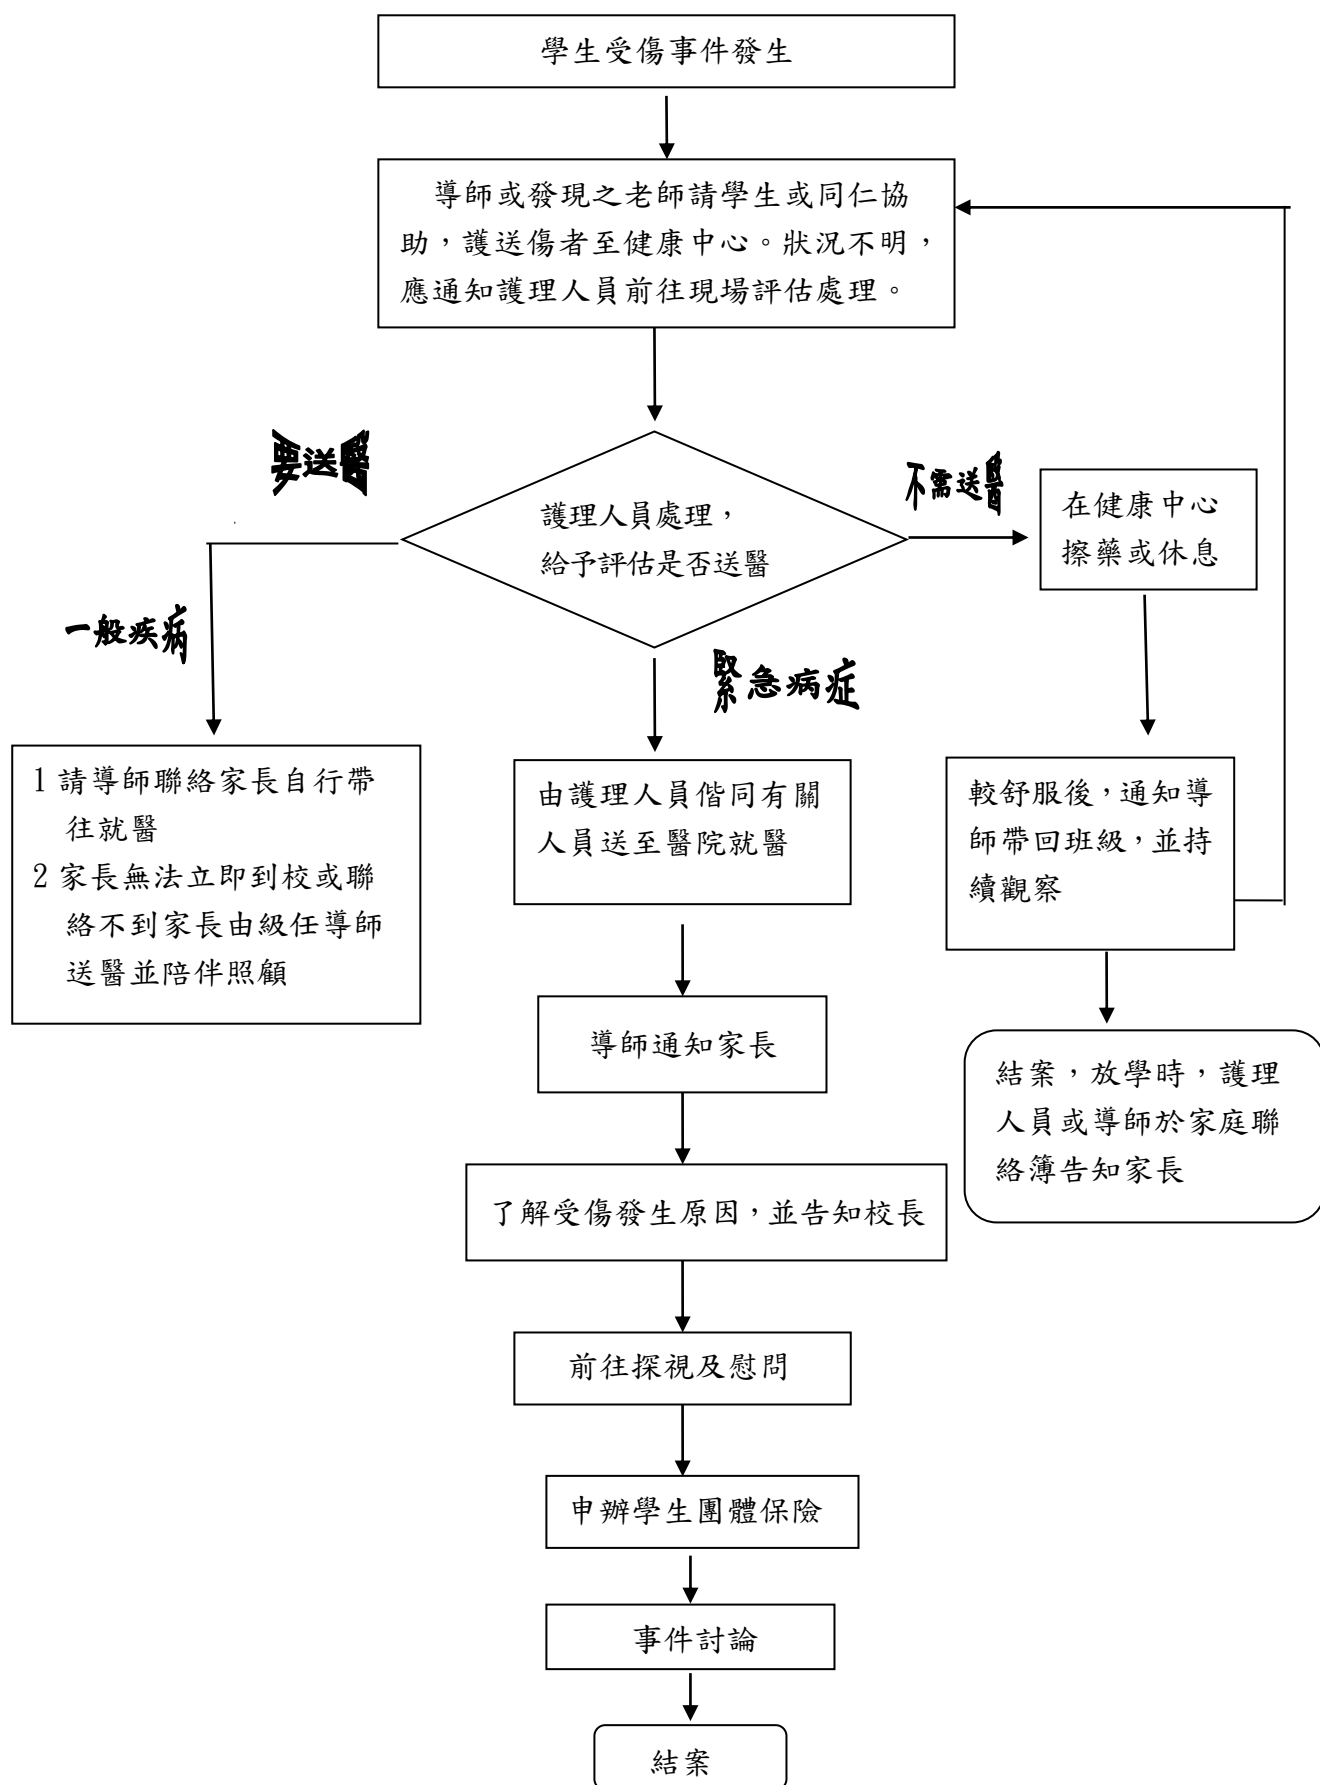 學生受傷事件發生
導師或發現之老師請學生或同仁協
助，護送傷者至健康中心。狀況不明，
應通知護理人員前往現場評估處理。
要送醫
不需送醫
護理人員處理，
給予評估是否送醫
在健康中心
擦藥或休息
一般疾病
緊急病症
1 請導師聯絡家長自行帶
往就醫
2 家長無法立即到校或聯
絡不到家長由級任導師
送醫並陪伴照顧
由護理人員偕同有關
人員送至醫院就醫
較舒服後，通知導
師帶回班級，並持
續觀察
導師通知家長
結案，放學時，護理
人員或導師於家庭聯
絡簿告知家長
了解受傷發生原因，並告知校長
前往探視及慰問
申辦學生團體保險
事件討論
結案